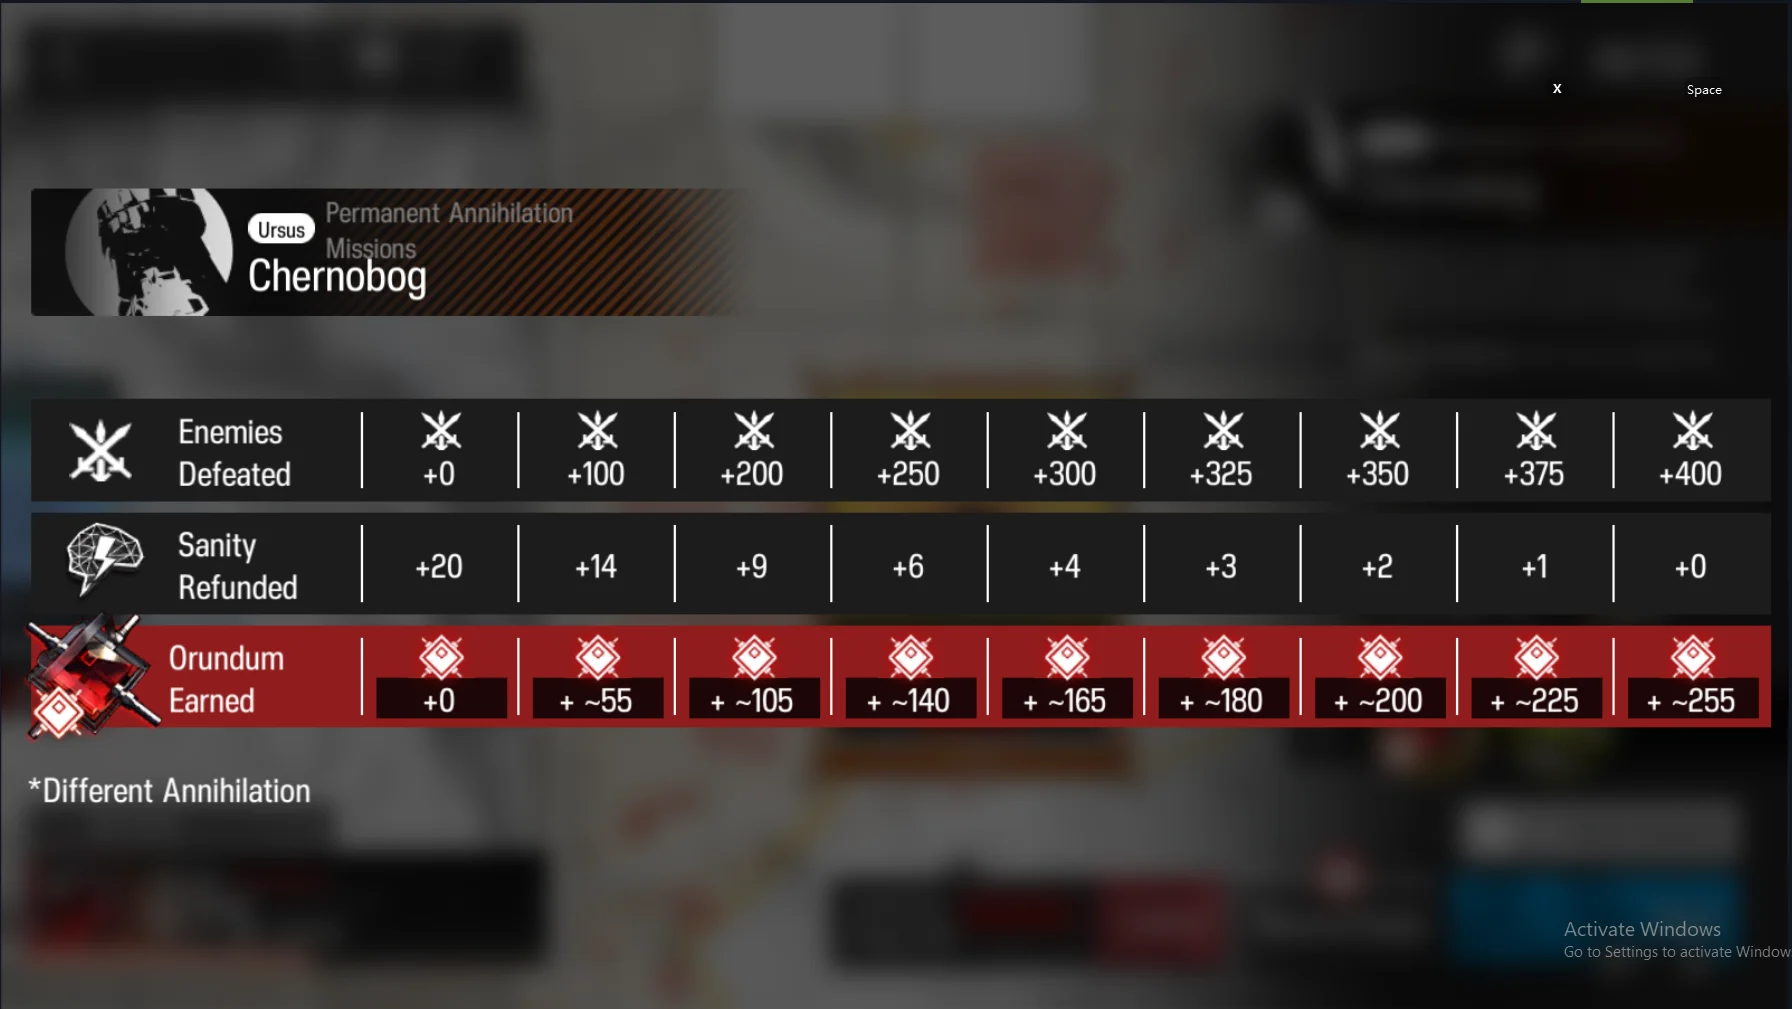 X
Space
Ursus
Permanent Annihilation
Missions
Chernobog
Enemies
Defeated
+0 +100 +200 +250 +300 +325 +350 +375 +400
Sanity
Refunded
+20 +14 +9 +6 +4 +3 +2 +1 +0
Orundum
Earned
+0 + ~55 + ~105 + ~140 + ~165 + ~180 + ~200 + ~225 + ~255
*Different Annihilation
Activate Windows
Go to Settings to activate Window